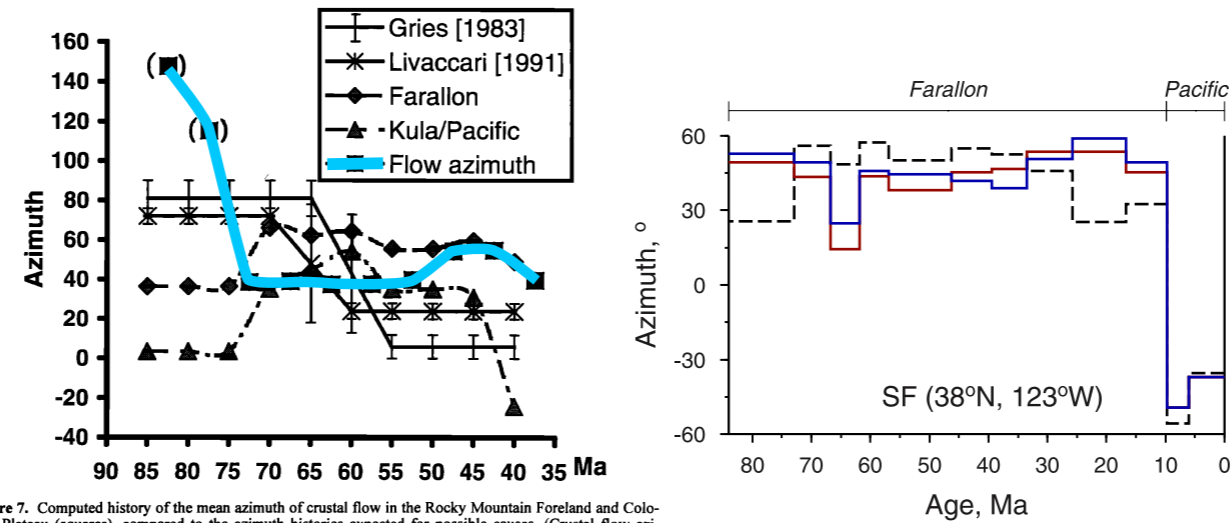 Gries [1983]
Livaccari [1991]
Farallon
Kula/Pacific
Flow azimuth
160
140
120
100
80
60
40
20
0
-20
-40
Azimuth
( )
( )
90 85 80 75 70 65 60 55 50 45 40 35 Ma
re 7. Computed history of the mean azimuth of crustal flow in the Rocky Mountain Foreland and Colo-
Farallon Pacific
60
30
0
-30
-60
Azimuth, °
SF (38°N, 123°W)
80 70 60 50 40 30 20 10 0
Age, Ma